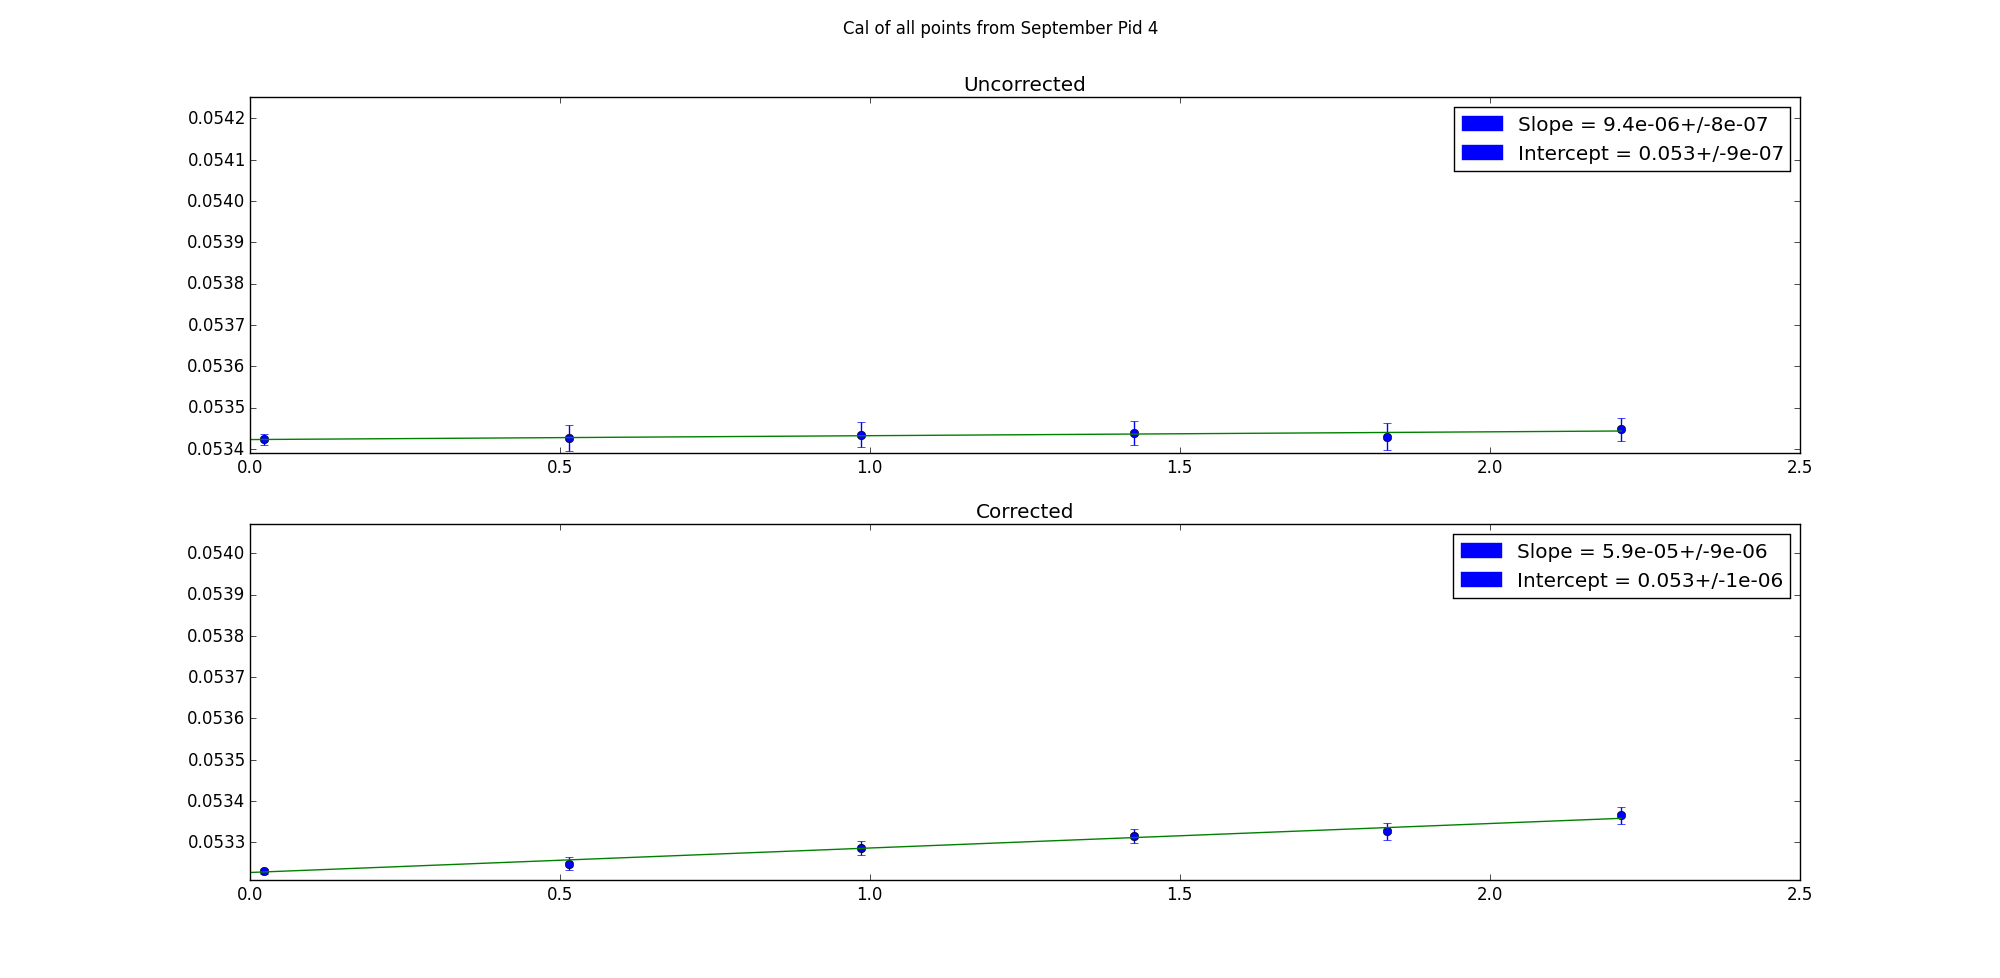 Cal of all points from September Pid 4
Uncorrected
0.0542
0.0541
0.0540
0.0539
0.0538
0.0537
0.0536
0.0535
0.0534
Slope = 9.4e-06+/-8e-07
Intercept = 0.053+/-9e-07
0.0 0.5 1.0 1.5 2.0 2.5
Corrected
0.0540
0.0539
0.0538
0.0537
0.0536
0.0535
0.0534
0.0533
Slope = 5.9e-05+/-9e-06
Intercept = 0.053+/-1e-06
0.0 0.5 1.0 1.5 2.0 2.5